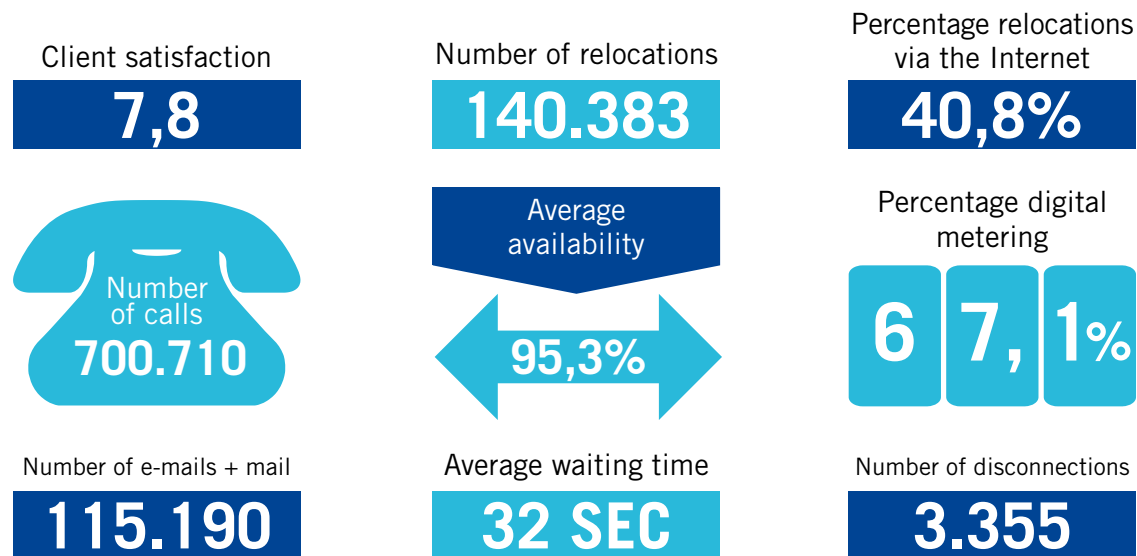 Client satisfaction
7,8
Number of relocations
140.383
Percentage relocations
via the Internet
40,8%
Number
of calls
700.710
Average
availability
95,3%
Percentage digital
metering
67,1%
Number of e-mails + mail
115.190
Average waiting time
32 SEC
Number of disconnections
3.355